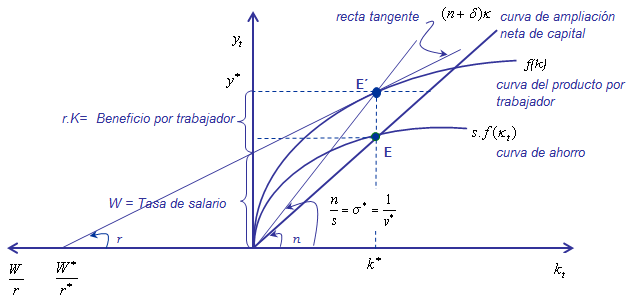 recta tangente
(n + δ)κ
curva de ampliación
neta de capital
y_t
f(k)
y*
E´
curva del producto por
trabajador
r.K= Beneficio por trabajador
s.f(κ_t)
E
curva de ahorro
W = Tasa de salario
n/s = σ* = 1/v*
r
n
W/r
W*/r*
k*
k_t